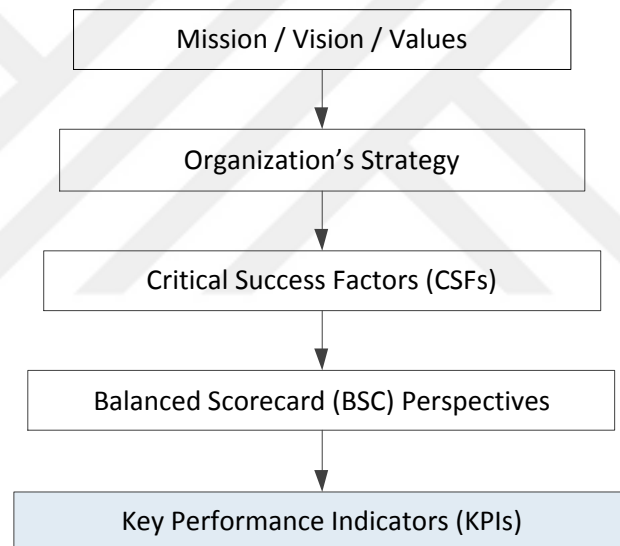 Mission / Vision / Values
Organization’s Strategy
Critical Success Factors (CSFs)
Balanced Scorecard (BSC) Perspectives
Key Performance Indicators (KPIs)